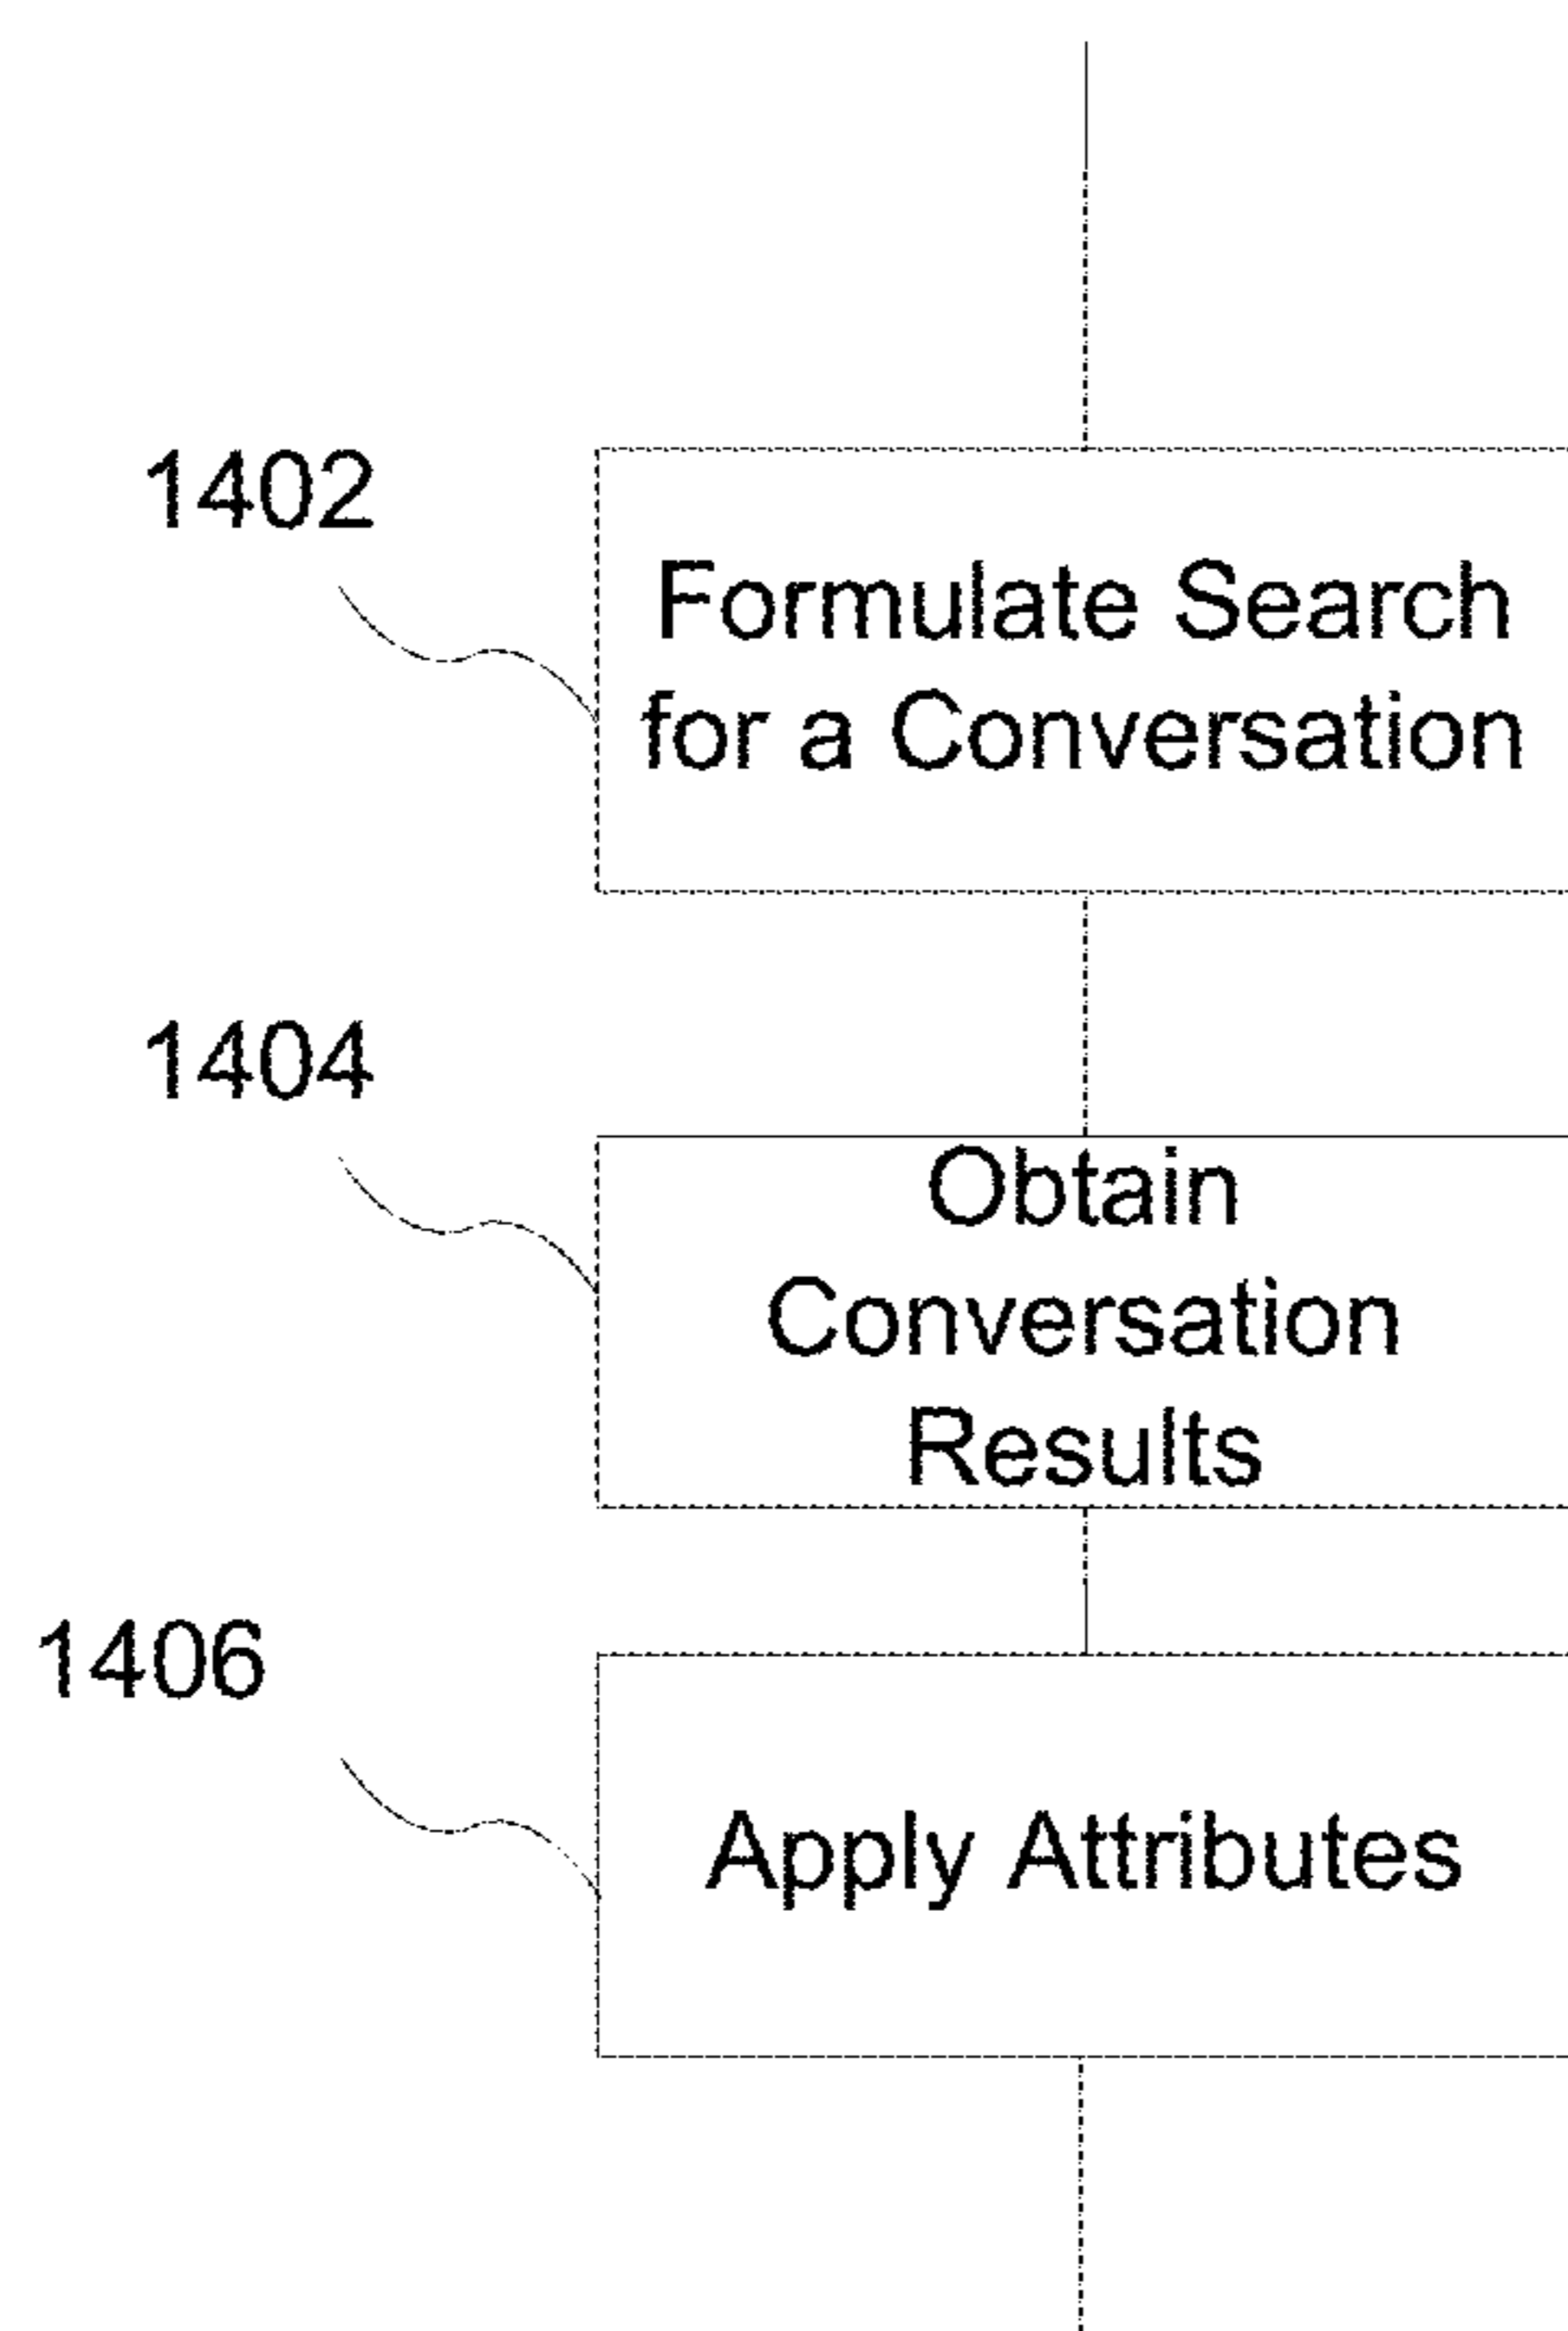 1402
Formulate Search
for a Conversation
1404
Obtain
Conversation
Results
1406
Apply Attributes